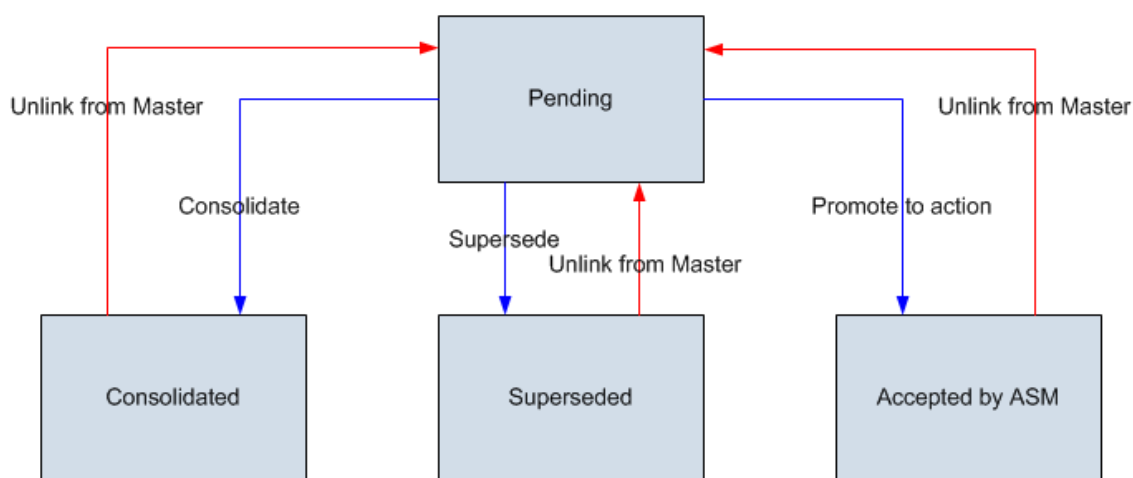 Pending
Unlink from Master
Unlink from Master
Consolidate
Promote to action
Supersede
Unlink from Master
Consolidated
Superseded
Accepted by ASM